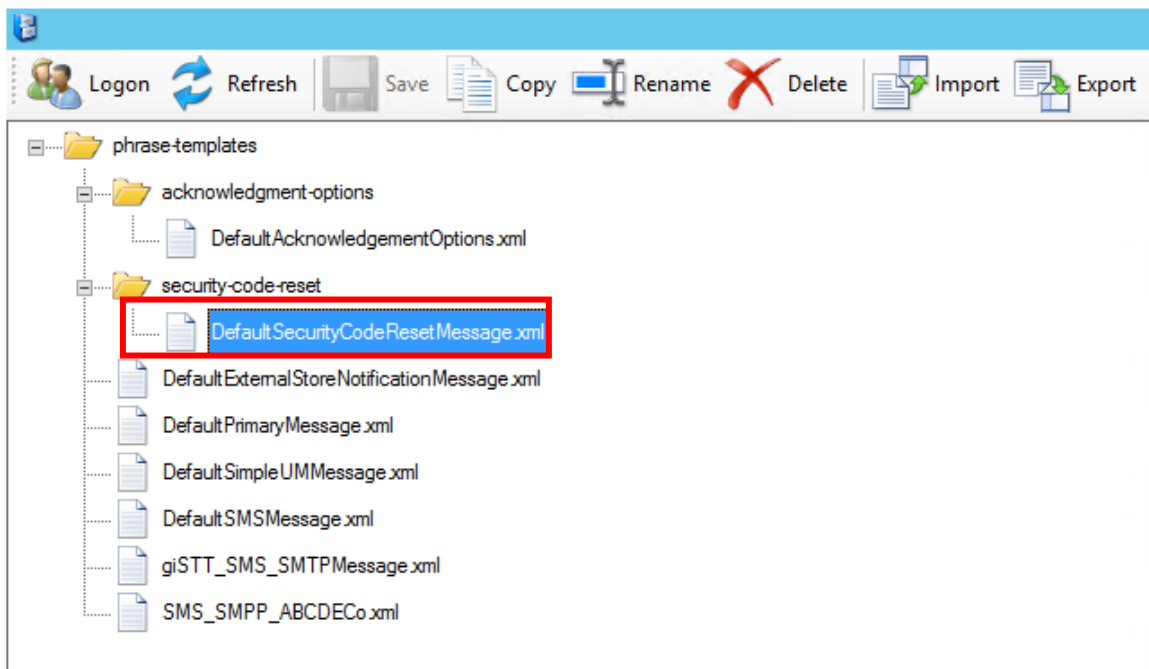 Logon Refresh Save Copy Rename Delete Import Export
phrase-templates
acknowledgment-options
DefaultAcknowledgementOptions.xml
security-code-reset
DefaultSecurityCodeResetMessage.xml
DefaultExternalStoreNotificationMessage.xml
DefaultPrimaryMessage.xml
DefaultSimpleUMMessage.xml
DefaultSMSMessage.xml
giSTT_SMS_SMTPMessage.xml
SMS_SMPP_ABCDECo.xml